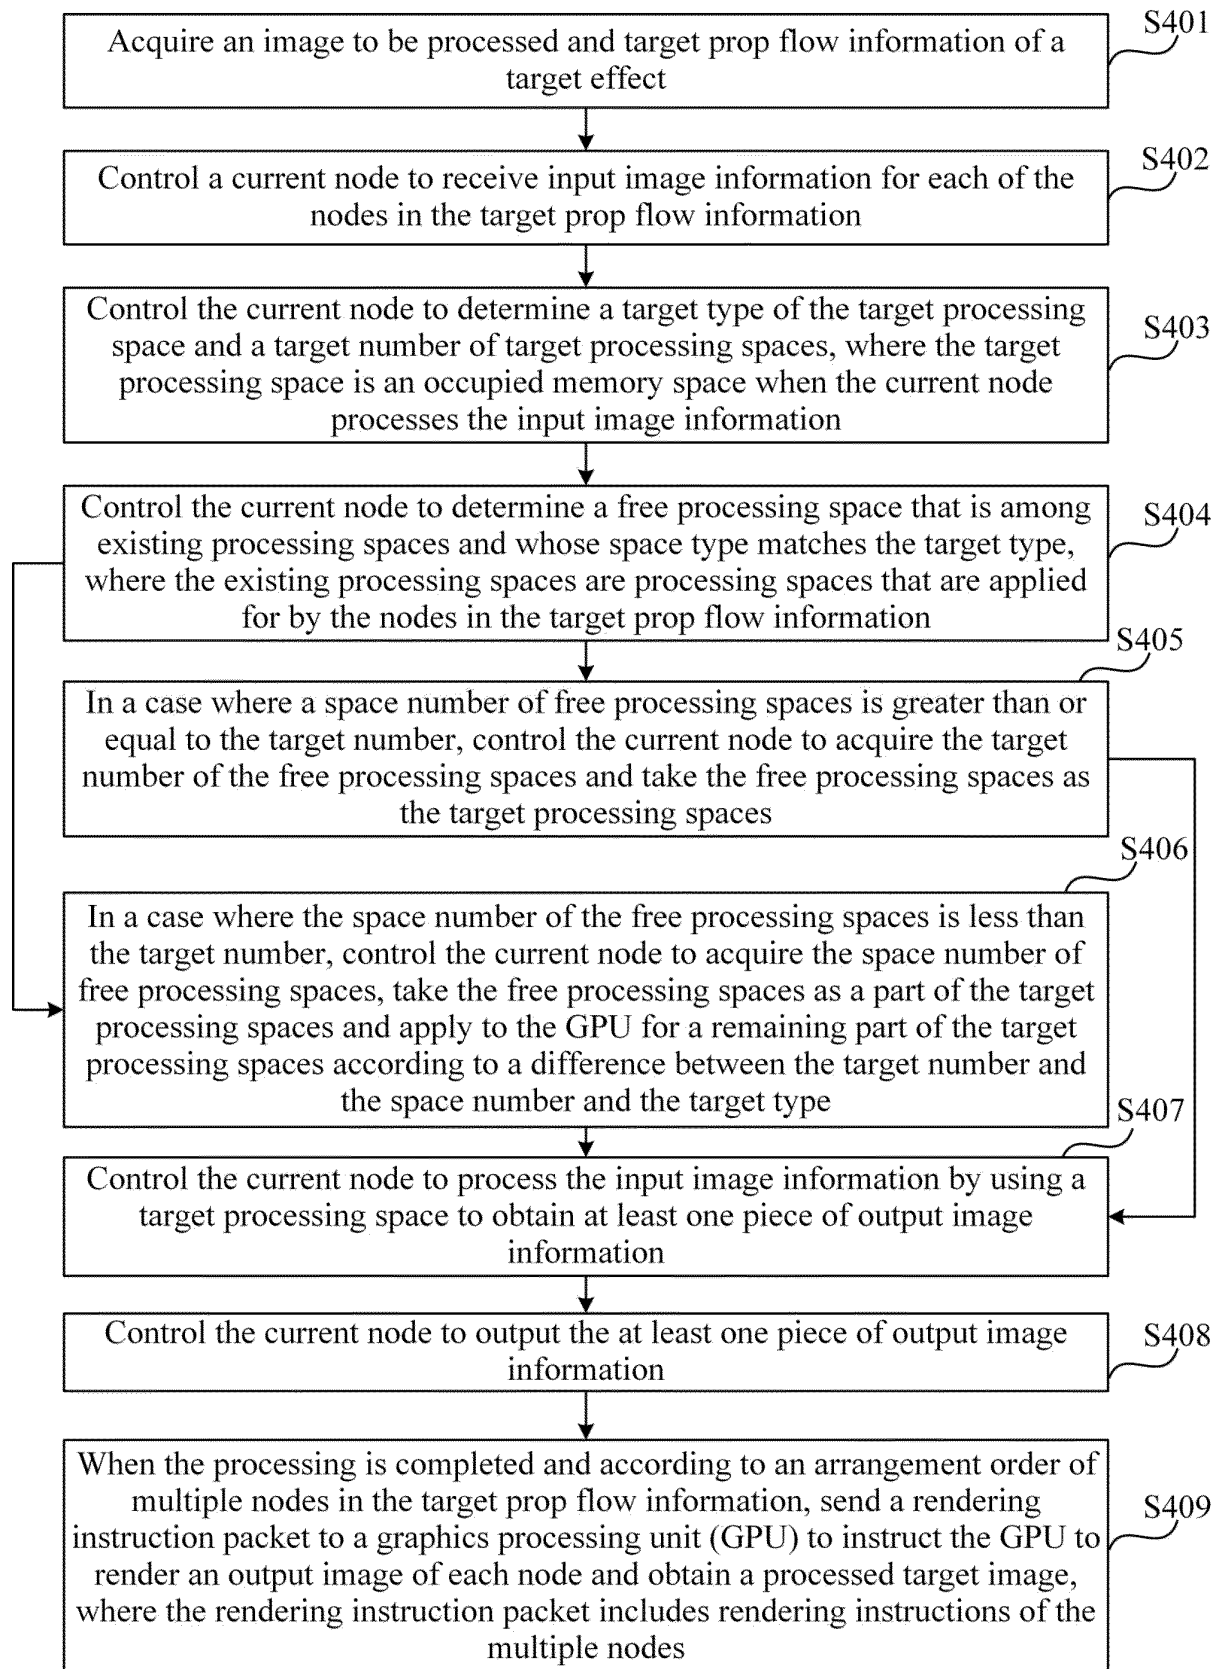 S401
Acquire an image to be processed and target prop flow information of a
target effect
S402
Control a current node to receive input image information for each of the
nodes in the target prop flow information
S403
Control the current node to determine a target type of the target processing
space and a target number of target processing spaces, where the target
processing space is an occupied memory space when the current node
processes the input image information
S404
Control the current node to determine a free processing space that is among
existing processing spaces and whose space type matches the target type,
where the existing processing spaces are processing spaces that are applied
for by the nodes in the target prop flow information
S405
In a case where a space number of free processing spaces is greater than or
equal to the target number, control the current node to acquire the target
number of the free processing spaces and take the free processing spaces as
the target processing spaces
S406
In a case where the space number of the free processing spaces is less than
the target number, control the current node to acquire the space number of
free processing spaces, take the free processing spaces as a part of the target
processing spaces and apply to the GPU for a remaining part of the target
processing spaces according to a difference between the target number and
the space number and the target type
S407
Control the current node to process the input image information by using a
target processing space to obtain at least one piece of output image
information
S408
Control the current node to output the at least one piece of output image
information
S409
When the processing is completed and according to an arrangement order of
multiple nodes in the target prop flow information, send a rendering
instruction packet to a graphics processing unit (GPU) to instruct the GPU to
render an output image of each node and obtain a processed target image,
where the rendering instruction packet includes rendering instructions of the
multiple nodes